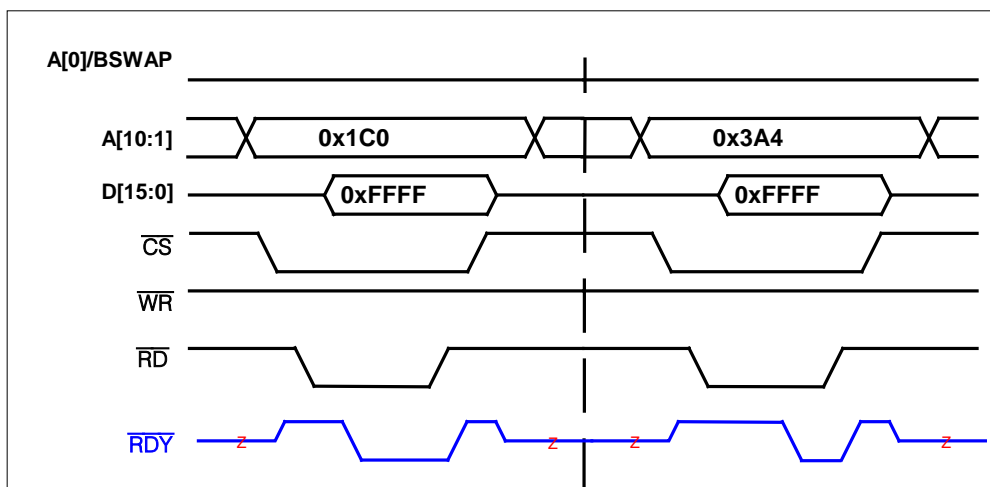 A[0]/BSWAP
A[10:1] 0x1C0 0x3A4
D[15:0] 0xFFFF 0xFFFF
CS
WR
RD
RDY Z Z Z Z